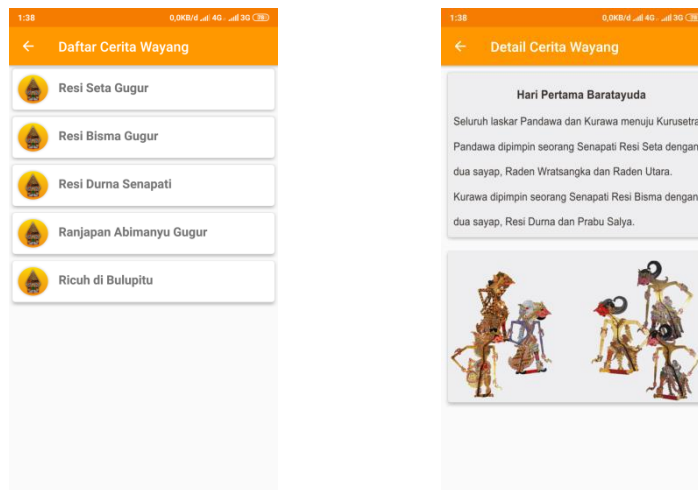 1:38 0,0KB/d 4G 3G
Daftar Cerita Wayang
Resi Seta Gugur
Resi Bisma Gugur
Resi Durna Senapati
Ranjapan Abimanyu Gugur
Ricuh di Bulupitu
1:38 0,0KB/d 4G 3G
Detail Cerita Wayang
Hari Pertama Baratayuda
Seluruh laskar Pandawa dan Kurawa menuju Kurusetra
Pandawa dipimpin seorang Senapati Resi Seta dengan
dua sayap, Raden Wratsangka dan Raden Utara.
Kurawa dipimpin seorang Senapati Resi Bisma dengan
dua sayap, Resi Durna dan Prabu Salya.